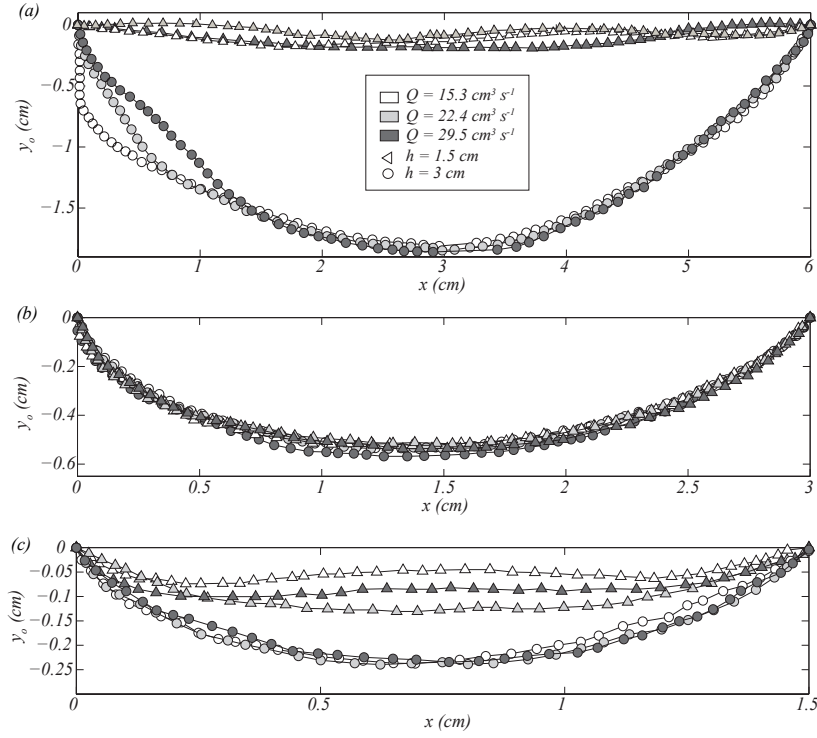 (a)
0
−0.5
−1
−1.5
y_o (cm)
Q = 15.3 cm³ s⁻¹
Q = 22.4 cm³ s⁻¹
Q = 29.5 cm³ s⁻¹
h = 1.5 cm
h = 3 cm
0 1 2 3 4 5 6
x (cm)
(b)
0
−0.2
−0.4
−0.6
y_o (cm)
0 0.5 1 1.5 2 2.5 3
x (cm)
(c)
0
−0.05
−0.1
−0.15
−0.2
−0.25
y_o (cm)
0 0.5 1 1.5
x (cm)